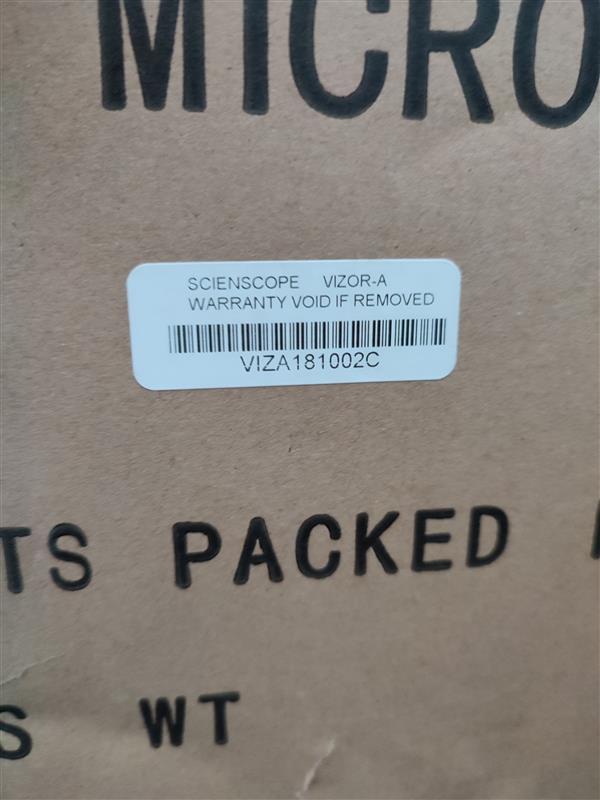 MICRO
SCIENSCOPE VIZOR-A
WARRANTY VOID IF REMOVED
VIZA181002C
TS PACKED
S WT